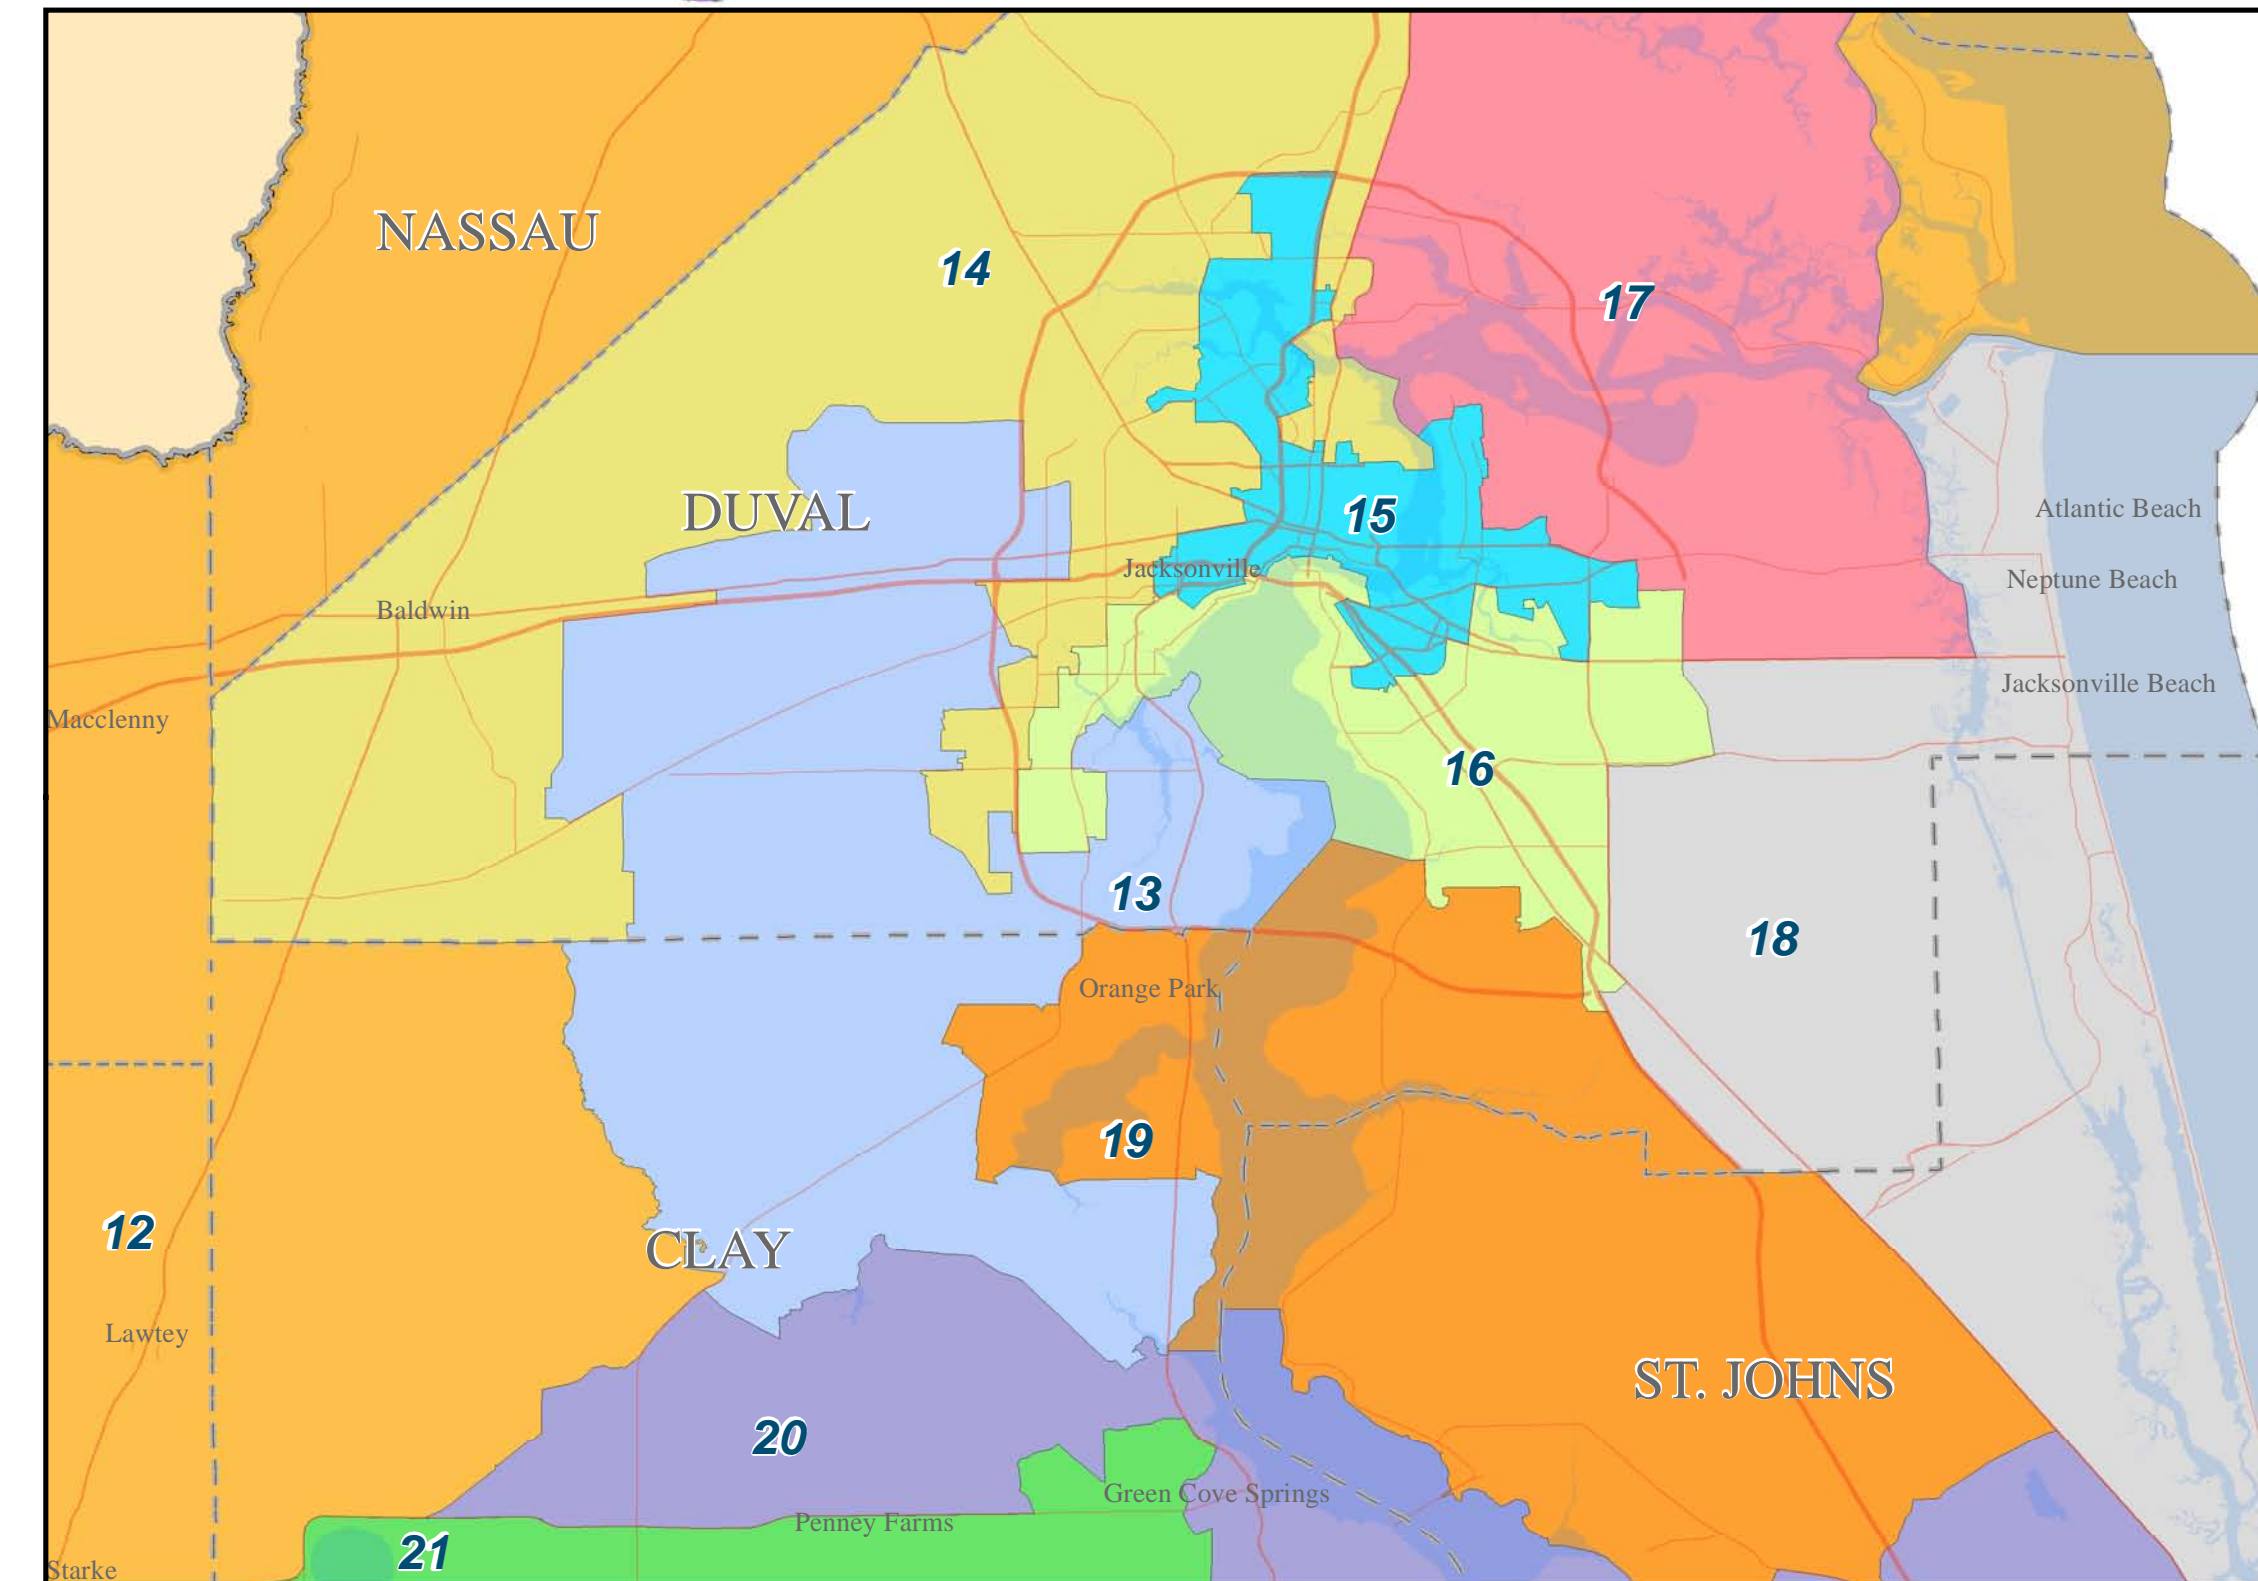 NASSAU
14
17
DUVAL
15
Atlantic Beach
Jacksonville
Neptune Beach
Baldwin
Jacksonville Beach
Macclenny
16
13
18
Orange Park
19
12
CLAY
Lawtey
ST. JOHNS
20
Green Cove Springs
Penney Farms
21
Starke